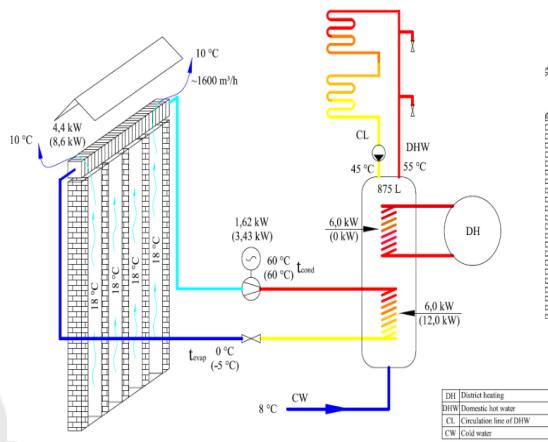 10 °C
~1600 m³/h
4,4 kW
(8,6 kW)
10 °C
18 °C
18 °C
18 °C
18 °C
CL
DHW
45 °C
55 °C
875 L
1,62 kW
(3,43 kW)
60 °C
(60 °C)
tcond
6,0 kW
(0 kW)
DH
6,0 kW
(12,0 kW)
tevap
0 °C
(-5 °C)
CW
8 °C
DH District heating
DHW Domestic hot water
CL Circulation line of DHW
CW Cold water